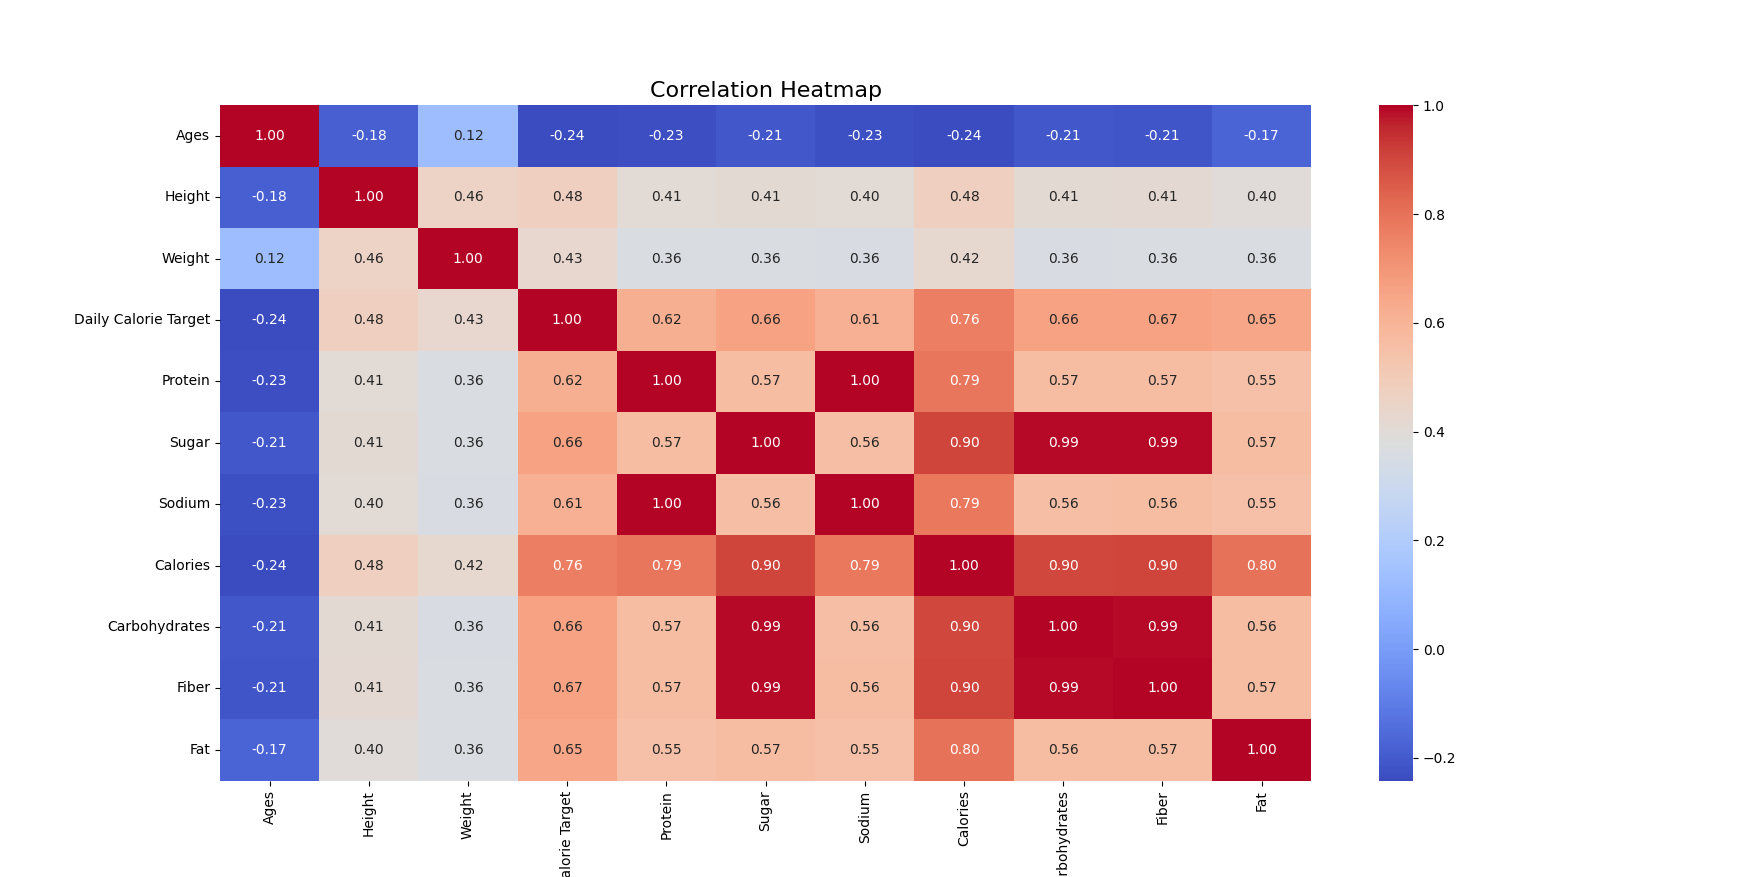 Correlation Heatmap
Ages 1.00 -0.18 0.12 -0.24 -0.23 -0.21 -0.23 -0.24 -0.21 -0.21 -0.17
Height -0.18 1.00 0.46 0.48 0.41 0.41 0.40 0.48 0.41 0.41 0.40
Weight 0.12 0.46 1.00 0.43 0.36 0.36 0.36 0.42 0.36 0.36 0.36
Daily Calorie Target -0.24 0.48 0.43 1.00 0.62 0.66 0.61 0.76 0.66 0.67 0.65
Protein -0.23 0.41 0.36 0.62 1.00 0.57 1.00 0.79 0.57 0.57 0.55
Sugar -0.21 0.41 0.36 0.66 0.57 1.00 0.56 0.90 0.99 0.99 0.57
Sodium -0.23 0.40 0.36 0.61 1.00 0.56 1.00 0.79 0.56 0.56 0.55
Calories -0.24 0.48 0.42 0.76 0.79 0.90 0.79 1.00 0.90 0.90 0.80
Carbohydrates -0.21 0.41 0.36 0.66 0.57 0.99 0.56 0.90 1.00 0.99 0.56
Fiber -0.21 0.41 0.36 0.67 0.57 0.99 0.56 0.90 0.99 1.00 0.57
Fat -0.17 0.40 0.36 0.65 0.55 0.57 0.55 0.80 0.56 0.57 1.00
Ages
Height
Weight
alorie Target
Protein
Sugar
Sodium
Calories
rbohydrates
Fiber
Fat
1.0
0.8
0.6
0.4
0.2
0.0
−0.2